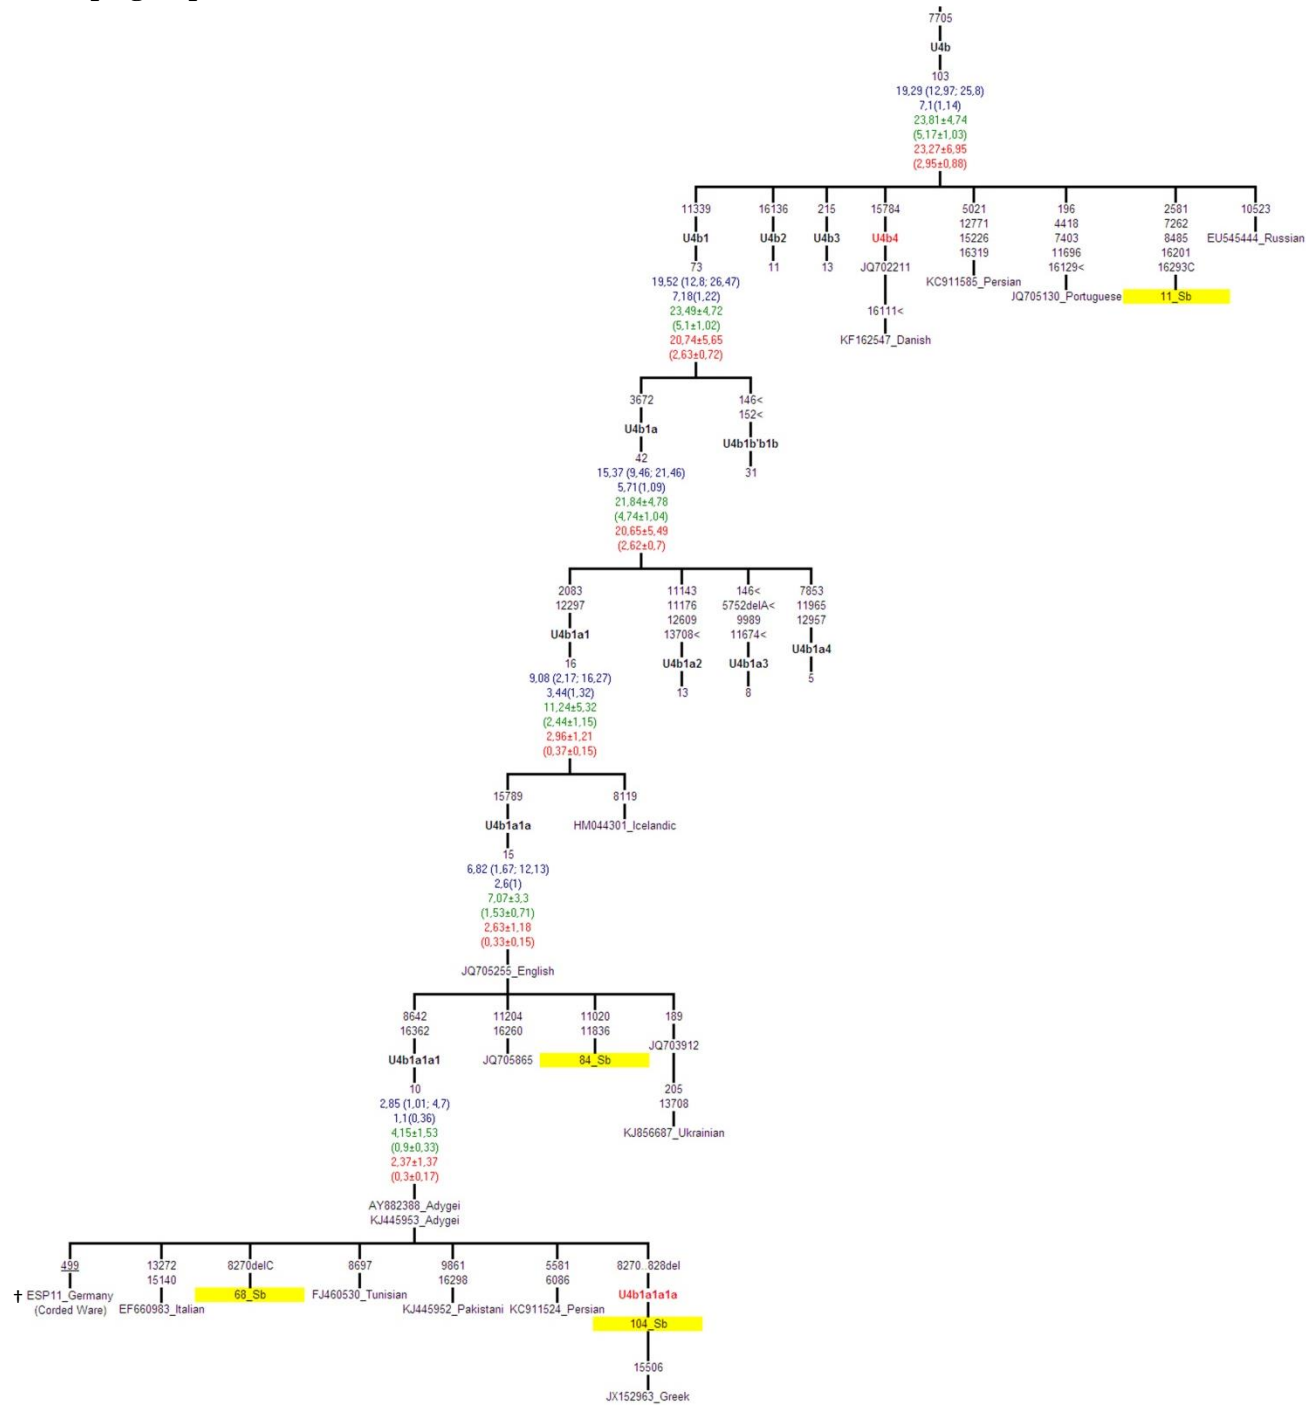 7705
U4b
103
19,29 (12,97; 25,8)
7,1(1,14)
23,81±4,74
(5,17±1,03)
23,27±6,95
(2,95±0,88)
11339
U4b1
73
19,52 (12,8; 26,47)
7,18(1,22)
23,49±4,72
(5,1±1,02)
20,74±5,65
(2,63±0,72)
16136
U4b2
11
215
U4b3
13
15784
U4b4
JQ702211
16111<
KF162547_Danish
5021
12771
15226
16319
KC911585_Persian
196
4418
7403
11696
16129<
JQ705130_Portuguese
2581
7262
8485
16201
16293C
11_Sb
10523
EU545444_Russian
3672
U4b1a
42
15,37 (9,46; 21,46)
5,71(1,09)
21,84±4,78
(4,74±1,04)
20,65±5,49
(2,62±0,7)
146<
152<
U4b1b'b1b
31
2083
12297
U4b1a1
16
9,08 (2,17; 16,27)
3,44(1,32)
11,24±5,32
(2,44±1,15)
2,96±1,21
(0,37±0,15)
11143
11176
12609
13708<
U4b1a2
13
146<
5752delA<
9989
11674<
U4b1a3
8
7853
11965
12957
U4b1a4
5
15789
U4b1a1a
15
6,82 (1,67; 12,13)
2,6(1)
7,07±3,3
(1,53±0,71)
2,63±1,18
(0,33±0,15)
JQ705255_English
8119
HM044301_Icelandic
8642
16362
U4b1a1a1
10
2,85 (1,01; 4,7)
1,1(0,36)
4,15±1,53
(0,9±0,33)
2,37±1,37
(0,3±0,17)
AY882388_Adygei
KJ445953_Adygei
11204
16260
JQ705865
11020
11836
84_Sb
189
JQ703912
205
13708
KJ856687_Ukrainian
499
† ESP11_Germany
(Corded Ware)
13272
15140
EF660983_Italian
8270delC
68_Sb
8697
FJ460530_Tunisian
9861
16298
KJ445952_Pakistani
5581
6086
KC911524_Persian
8270..828del
U4b1a1a1a
104_Sb
15506
JX152963_Greek